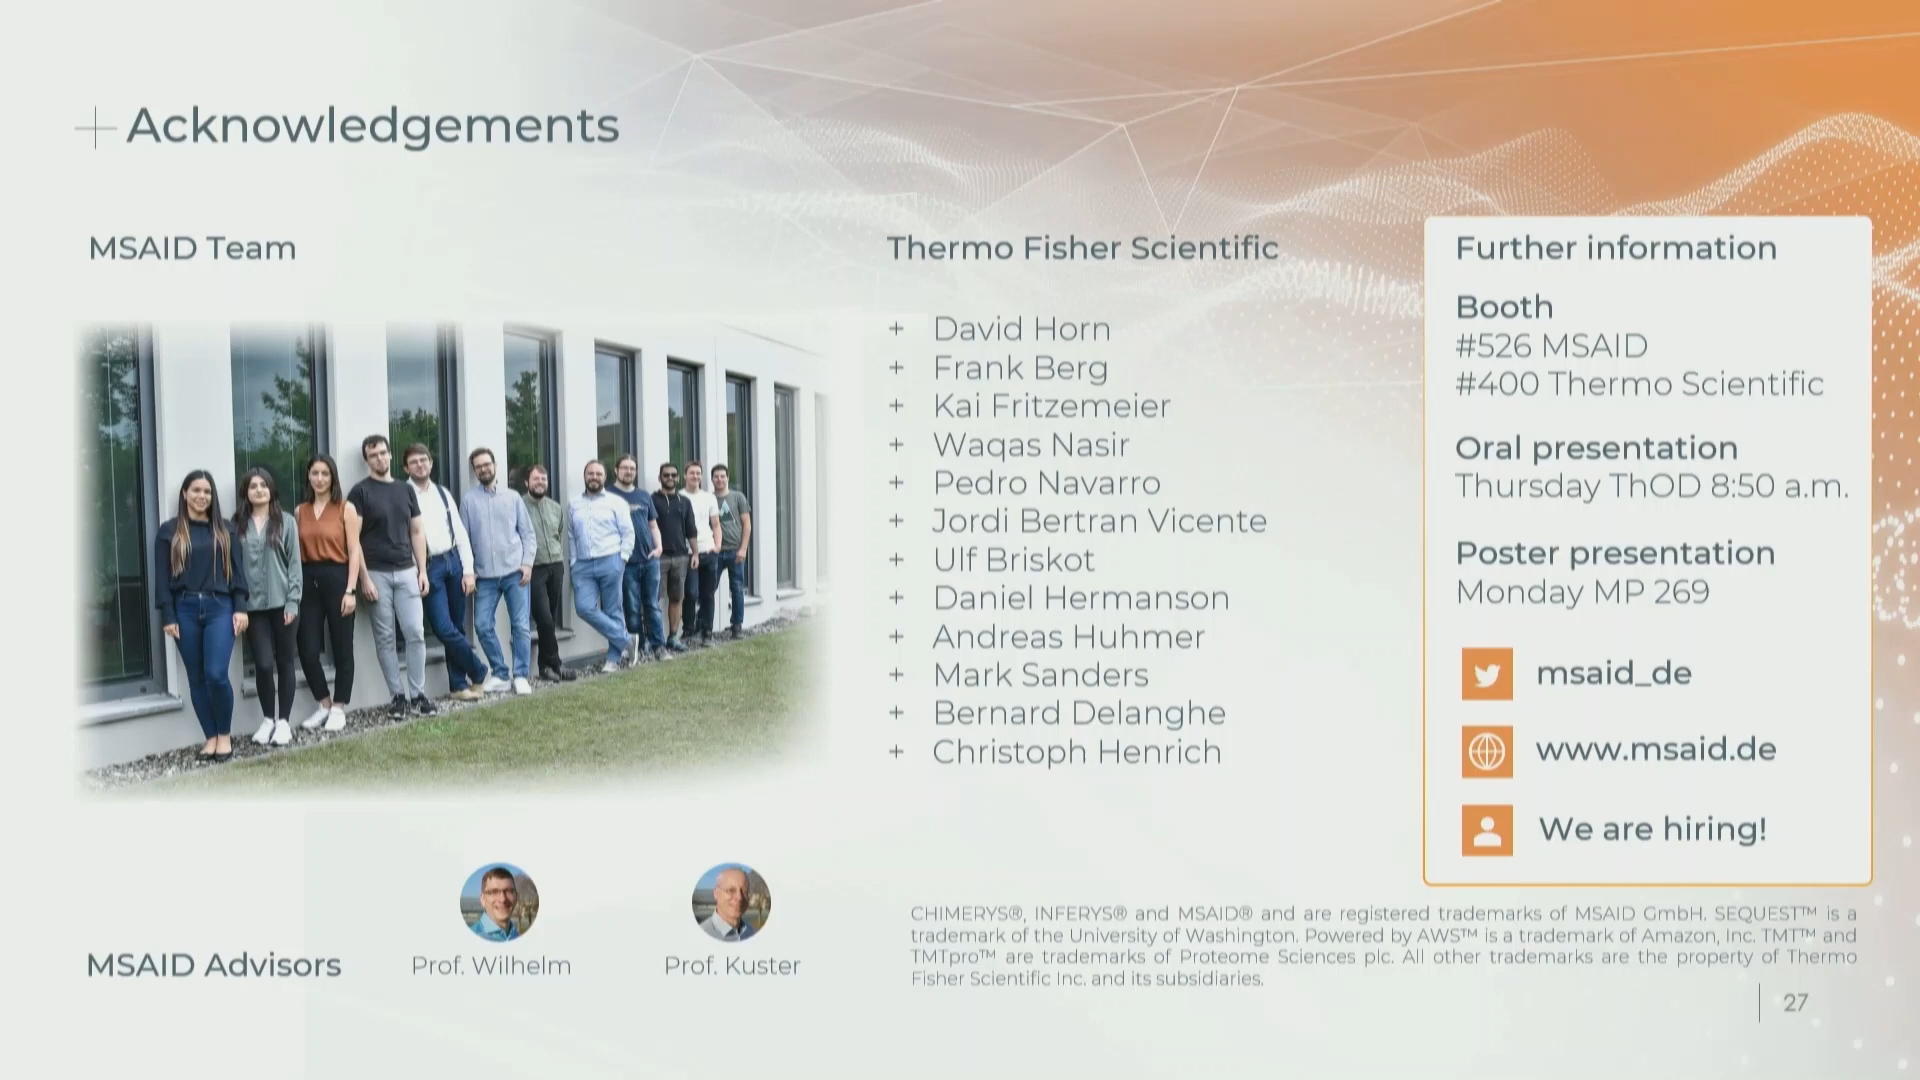 Acknowledgements
MSAID Team
Thermo Fisher Scientific
+ David Horn
+ Frank Berg
+ Kai Fritzemeier
+ Waqas Nasir
+ Pedro Navarro
+ Jordi Bertran Vicente
+ Ulf Briskot
+ Daniel Hermanson
+ Andreas Huhmer
+ Mark Sanders
+ Bernard Delanghe
+ Christoph Henrich
Further information
Booth
#526 MSAID
#400 Thermo Scientific
Oral presentation
Thursday ThOD 8:50 a.m.
Poster presentation
Monday MP 269
msaid_de
www.msaid.de
We are hiring!
MSAID Advisors
Prof. Wilhelm
Prof. Kuster
CHIMERYS®, INFERYS® and MSAID® and are registered trademarks of MSAID GmbH. SEQUEST™ is a
trademark of the University of Washington. Powered by AWS™ is a trademark of Amazon, Inc. TMT™ and
TMTpro™ are trademarks of Proteome Sciences plc. All other trademarks are the property of Thermo
Fisher Scientific Inc. and its subsidiaries.
27